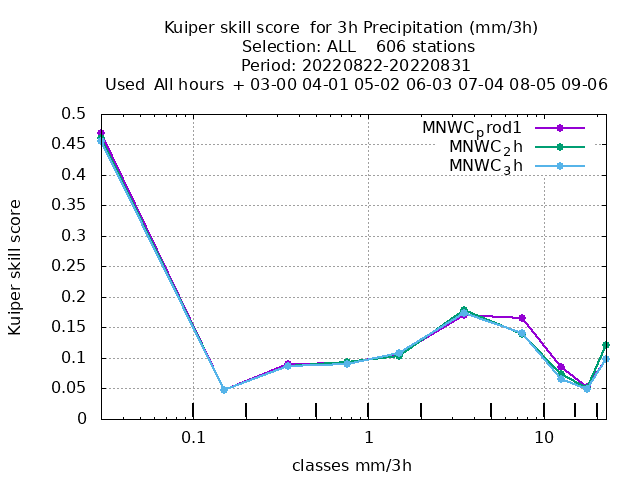 Kuiper skill score  for 3h Precipitation (mm/3h)
Selection: ALL    606 stations
Period: 20220822-20220831
Used  All hours  + 03-00 04-01 05-02 06-03 07-04 08-05 09-06
0.5
0.45
0.4
0.35
0.3
0.25
0.2
0.15
0.1
0.05
0
Kuiper skill score
MNWCprod1
MNWC2h
MNWC3h
0.1
1
10
classes mm/3h